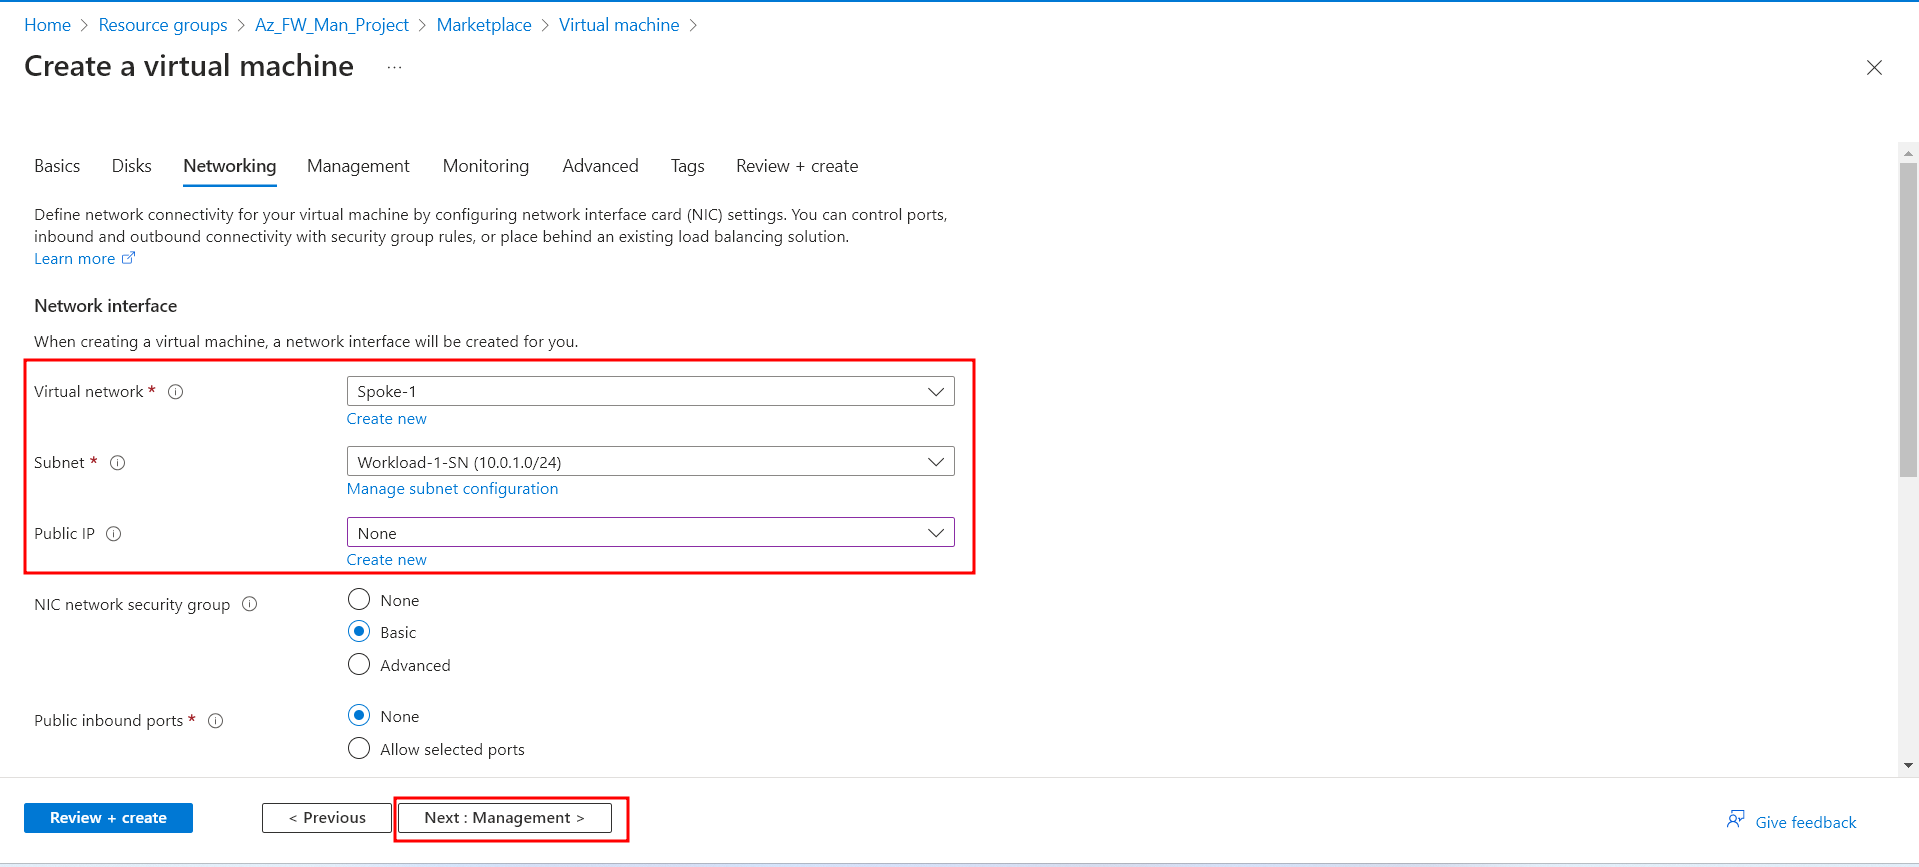 Home > Resource groups > Az_FW_Man_Project > Marketplace > Virtual machine >
Create a virtual machine ...
Basics Disks Networking Management Monitoring Advanced Tags Review + create
Define network connectivity for your virtual machine by configuring network interface card (NIC) settings. You can control ports,
inbound and outbound connectivity with security group rules, or place behind an existing load balancing solution.
Learn more
Network interface
When creating a virtual machine, a network interface will be created for you.
Virtual network * Spoke-1
Create new
Subnet * Workload-1-SN (10.0.1.0/24)
Manage subnet configuration
Public IP None
Create new
NIC network security group None
Basic
Advanced
Public inbound ports * None
Allow selected ports
Review + create < Previous Next : Management > Give feedback